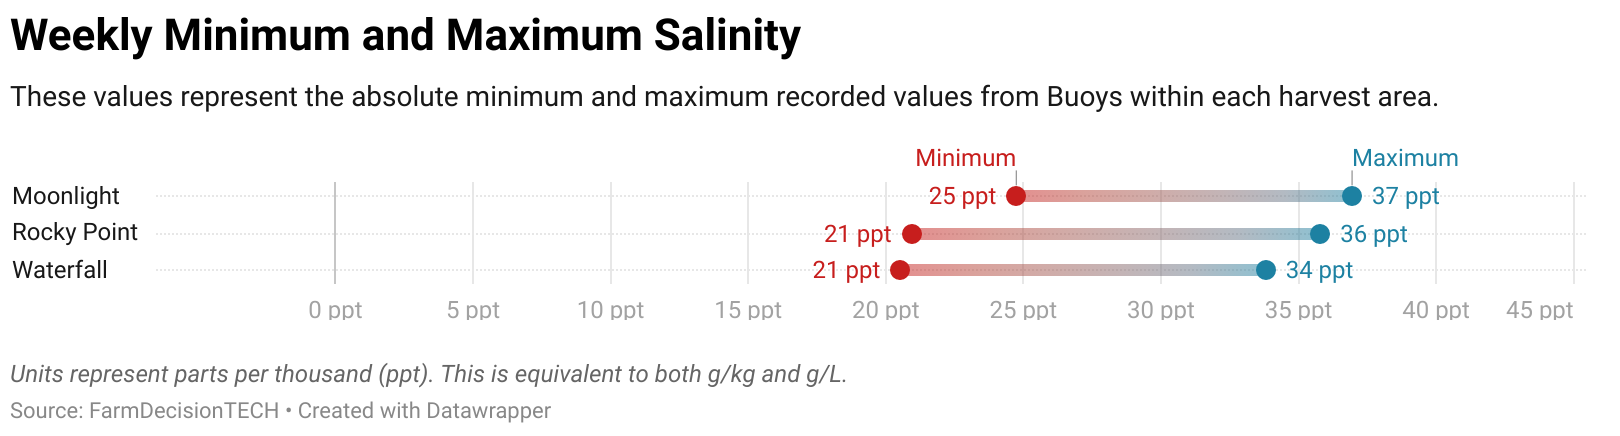 Weekly Minimum and Maximum Salinity
These values represent the absolute minimum and maximum recorded values from Buoys within each harvest area.
Minimum Maximum
Moonlight 25 ppt 37 ppt
Rocky Point 21 ppt 36 ppt
Waterfall 21 ppt 34 ppt
0 ppt 5 ppt 10 ppt 15 ppt 20 ppt 25 ppt 30 ppt 35 ppt 40 ppt 45 ppt
Units represent parts per thousand (ppt). This is equivalent to both g/kg and g/L.
Source: FarmDecisionTECH • Created with Datawrapper